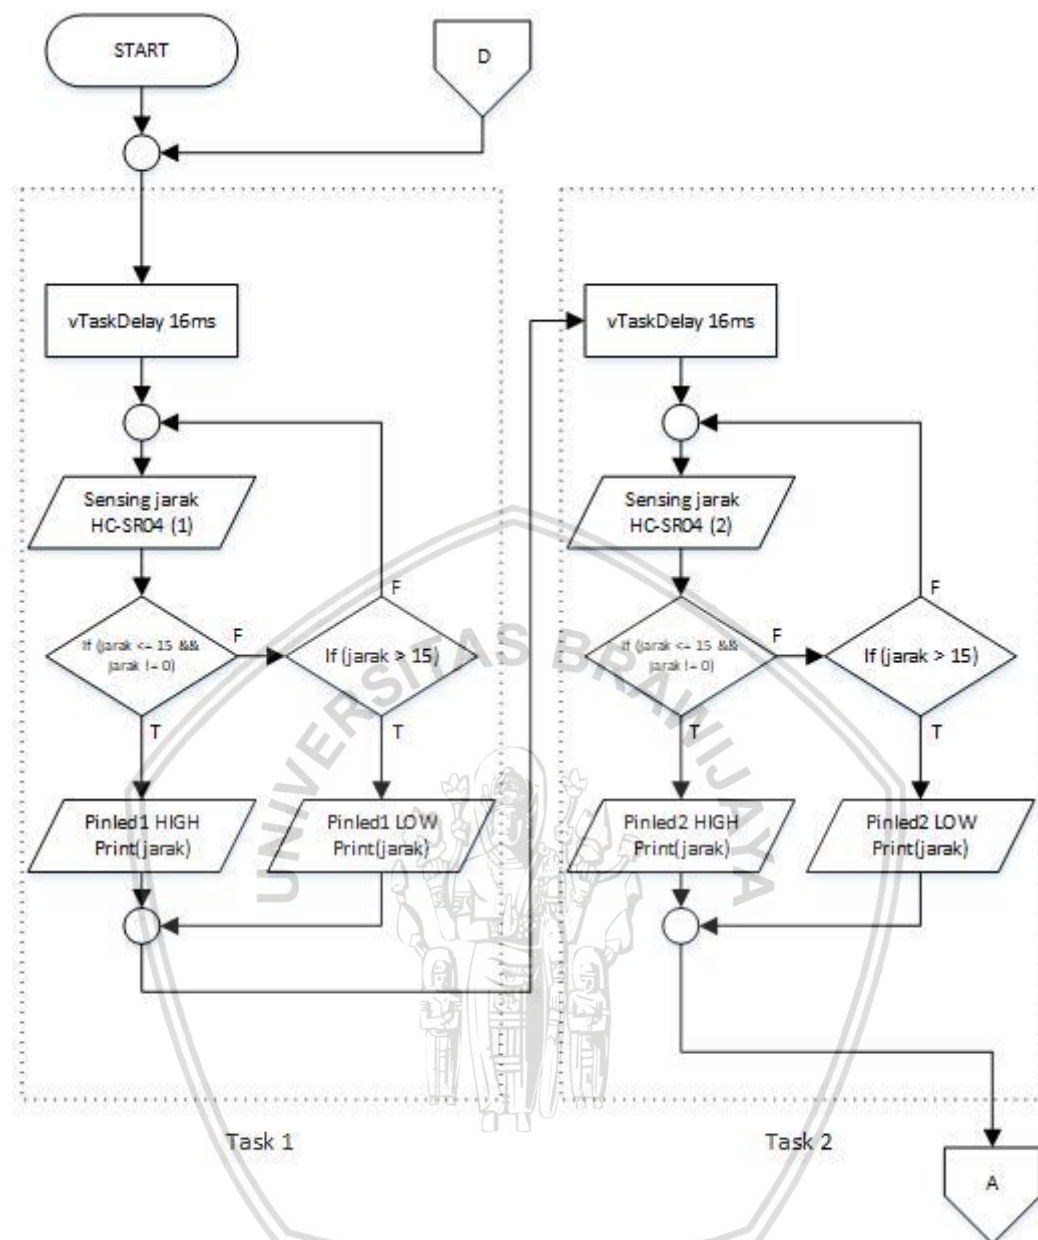 START
D
vTaskDelay 16ms
Sensing jarak
HC-SR04 (1)
If (jarak <= 15 &&
jarak != 0)
F
If (jarak > 15)
F
T
T
Pinled1 HIGH
Print(jarak)
Pinled1 LOW
Print(jarak)
Task 1
vTaskDelay 16ms
Sensing jarak
HC-SR04 (2)
If (jarak <= 15 &&
jarak != 0)
F
If (jarak > 15)
F
T
T
Pinled2 HIGH
Print(jarak)
Pinled2 LOW
Print(jarak)
Task 2
A
UNIVERSITAS BRAWIJAYA